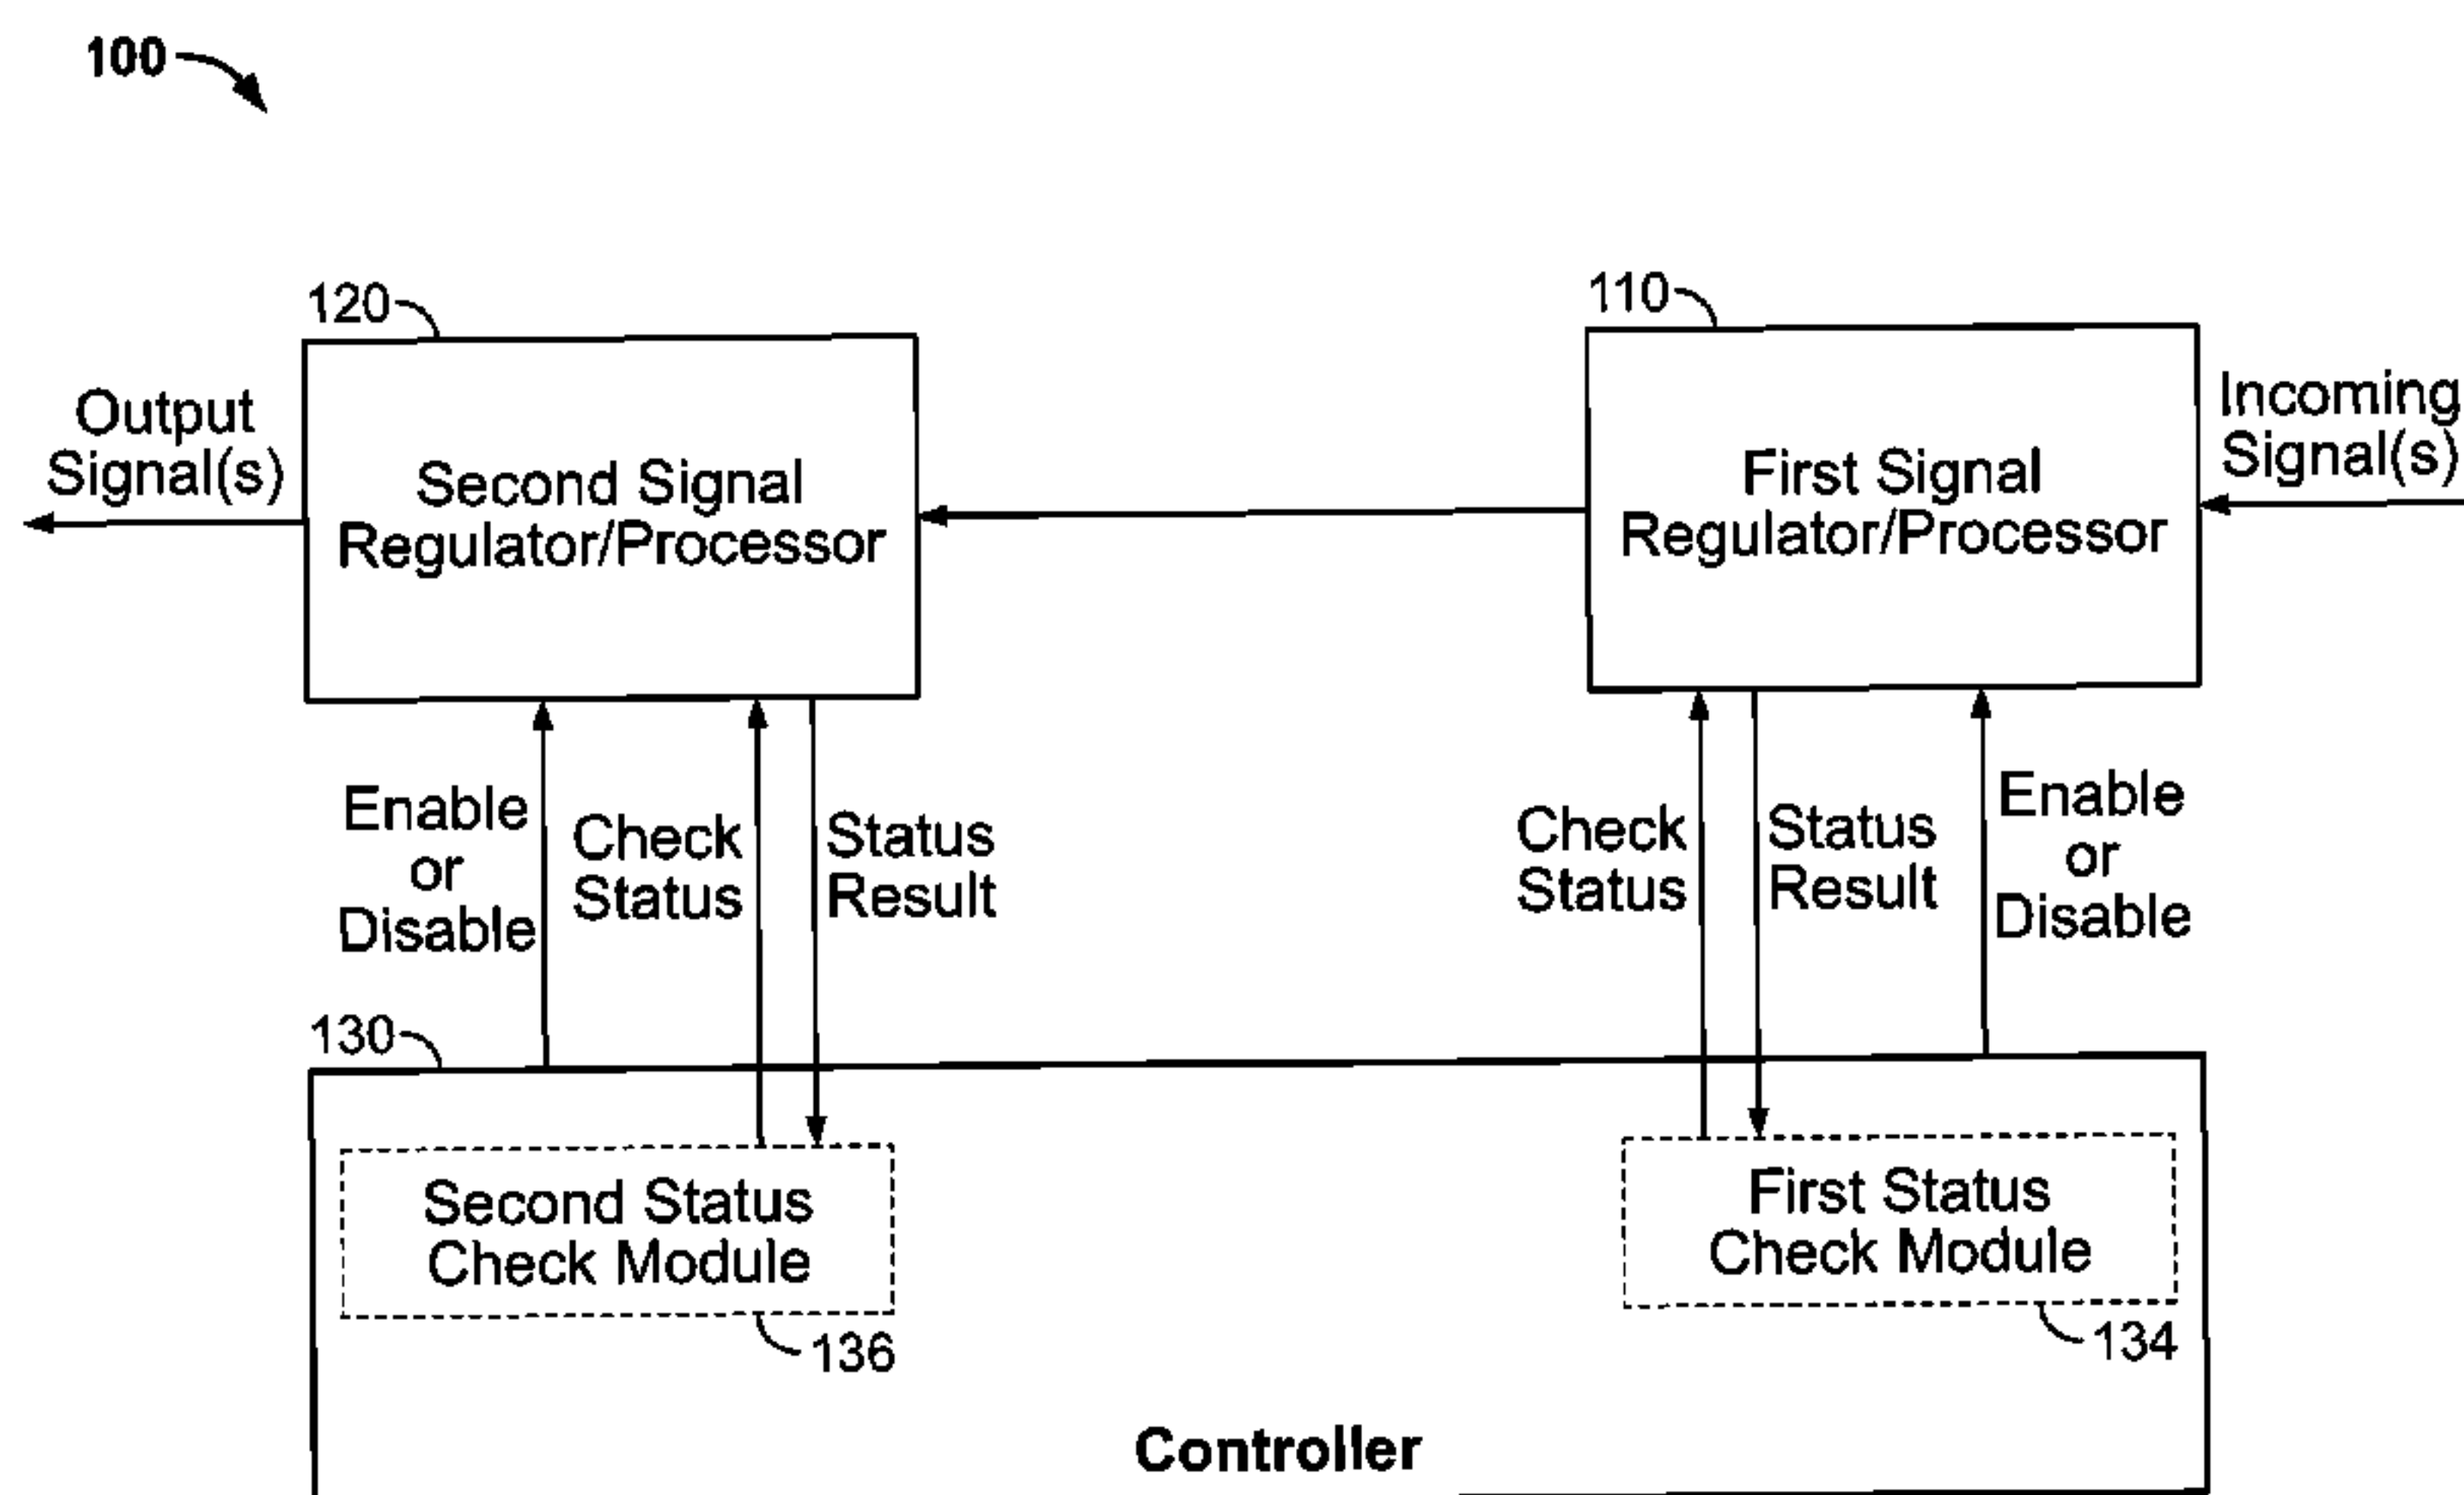 100
120
110
Output
Signal(s)
Second Signal
Regulator/Processor
First Signal
Regulator/Processor
Incoming
Signal(s)
Enable
or
Disable
Check
Status
Status
Result
Check
Status
Status
Result
Enable
or
Disable
130
Second Status
Check Module
136
First Status
Check Module
134
Controller